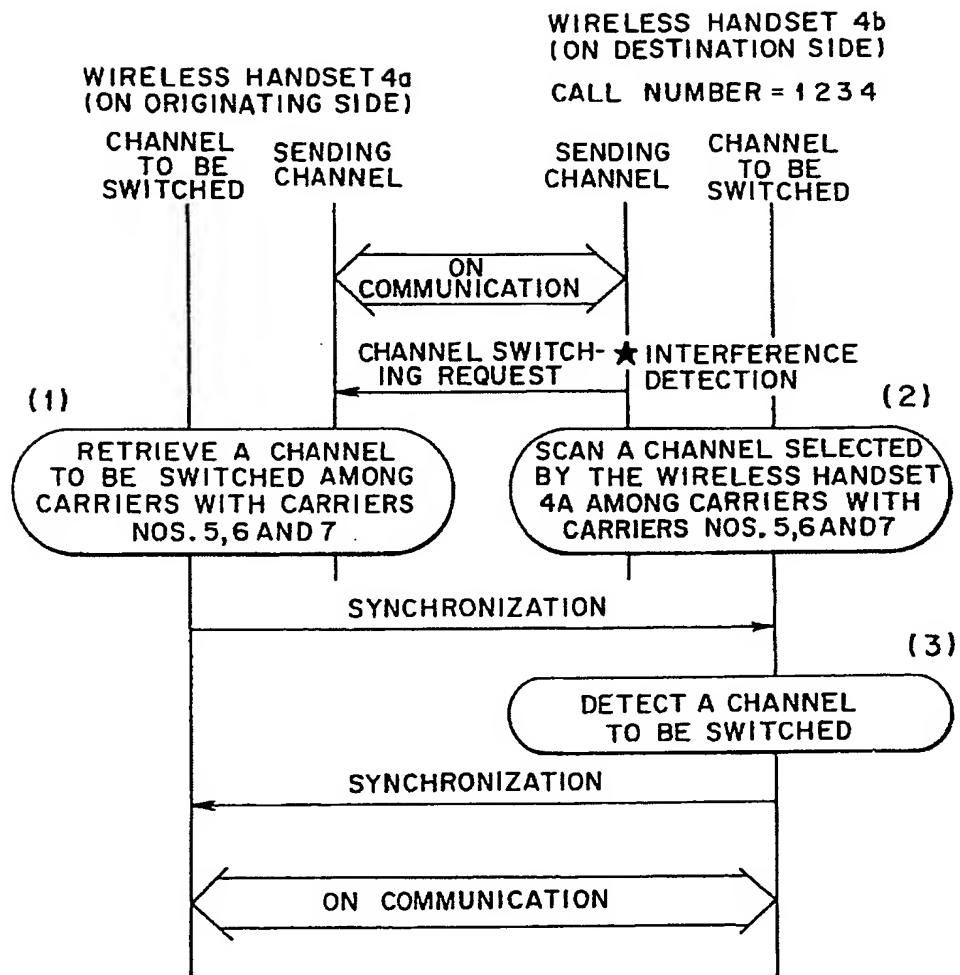 WIRELESS HANDSET 4b
(ON DESTINATION SIDE)
CALL NUMBER = 1234
WIRELESS HANDSET 4a
(ON ORIGINATING SIDE)
CHANNEL
TO BE
SWITCHED
SENDING
CHANNEL
SENDING
CHANNEL
CHANNEL
TO BE
SWITCHED
ON
COMMUNICATION
CHANNEL SWITCH-
ING REQUEST
★ INTERFERENCE
DETECTION
(1)
RETRIEVE A CHANNEL
TO BE SWITCHED AMONG
CARRIERS WITH CARRIERS
NOS. 5, 6 AND 7
(2)
SCAN A CHANNEL SELECTED
BY THE WIRELESS HANDSET
4A AMONG CARRIERS WITH
CARRIERS NOS. 5, 6 AND 7
SYNCHRONIZATION
(3)
DETECT A CHANNEL
TO BE SWITCHED
SYNCHRONIZATION
ON COMMUNICATION